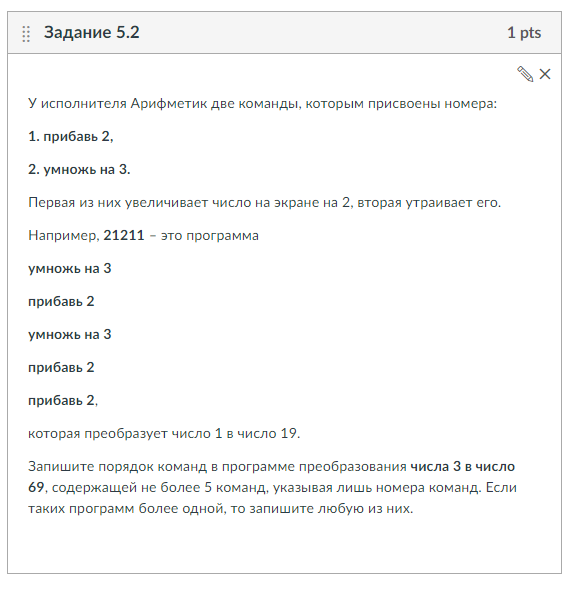 Задание 5.2
1 pts
У исполнителя Арифметик две команды, которым присвоены номера:
1. прибавь 2,
2. умножь на 3.
Первая из них увеличивает число на экране на 2, вторая утраивает его.
Например, 21211 – это программа
умножь на 3
прибавь 2
умножь на 3
прибавь 2
прибавь 2,
которая преобразует число 1 в число 19.
Запишите порядок команд в программе преобразования числа 3 в число
69, содержащей не более 5 команд, указывая лишь номера команд. Если
таких программ более одной, то запишите любую из них.